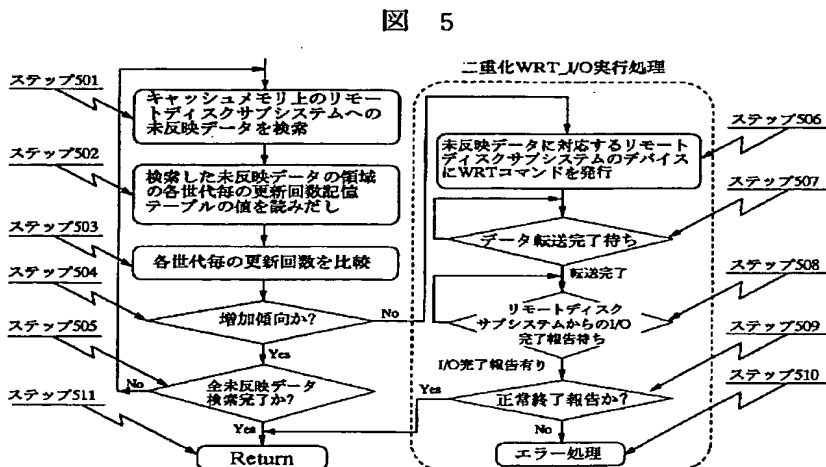 図 5
二重化WRT_I/O実行処理
ステップ501
キャッシュメモリ上のリモー
トディスクサブシステムへの
未反映データを検索
ステップ502
検索した未反映データの領域
の各世代毎の更新回数記憶
テーブルの値を読みだし
ステップ503
各世代毎の更新回数を比較
ステップ504
増加傾向か?
No
Yes
ステップ505
全未反映データ
検索完了か?
No
Yes
ステップ511
Return
ステップ506
未反映データに対応するリモート
ディスクサブシステムのデバイス
にWRTコマンドを発行
ステップ507
データ転送完了待ち
転送完了
ステップ508
リモートディスク
サブシステムからのI/O
完了報告待ち
I/O完了報告有り
ステップ509
正常終了報告か?
Yes
No
ステップ510
エラー処理